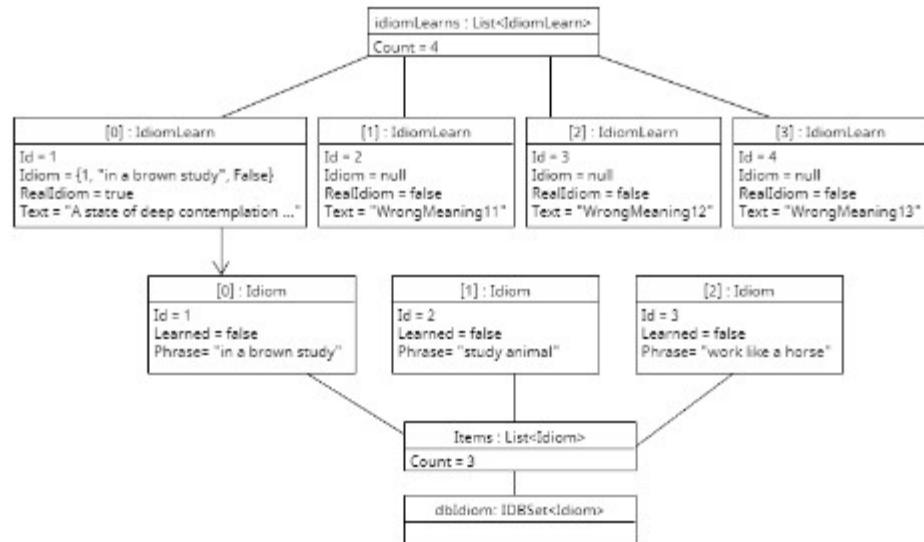 idiomLearns : List<IdiomLearn>
Count = 4
[0] : IdiomLearn
Id = 1
Idiom = {1, "in a brown study", False}
RealIdiom = true
Text = "A state of deep contemplation ..."
[1] : IdiomLearn
Id = 2
Idiom = null
RealIdiom = false
Text = "WrongMeaning11"
[2] : IdiomLearn
Id = 3
Idiom = null
RealIdiom = false
Text = "WrongMeaning12"
[3] : IdiomLearn
Id = 4
Idiom = null
RealIdiom = false
Text = "WrongMeaning13"
[0] : Idiom
Id = 1
Learned = false
Phrase= "in a brown study"
[1] : Idiom
Id = 2
Learned = false
Phrase= "study animal"
[2] : Idiom
Id = 3
Learned = false
Phrase= "work like a horse"
Items : List<Idiom>
Count = 3
dbIdiom: IDBSet<Idiom>